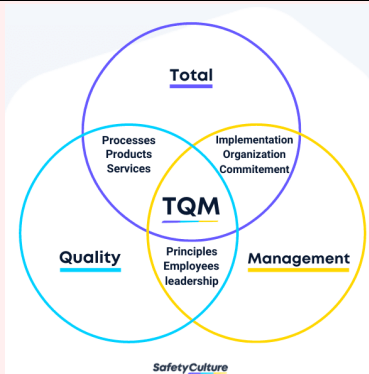 Total
Processes
Products
Services
Implementation
Organization
Commitement
TQM
Quality
Principles
Employees
leadership
Management
SafetyCulture